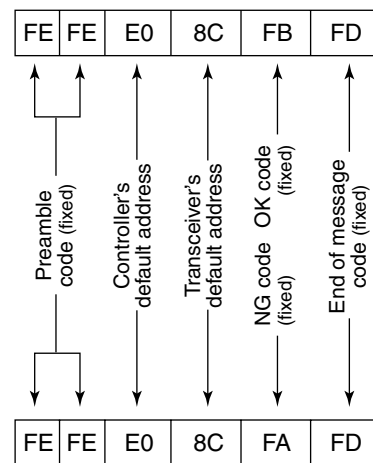 FE FE E0 8C FB FD
Preamble
code (fixed)
Controller's
default address
Transceiver's
default address
OK code
(fixed)
NG code
(fixed)
End of message
code (fixed)
FE FE E0 8C FA FD